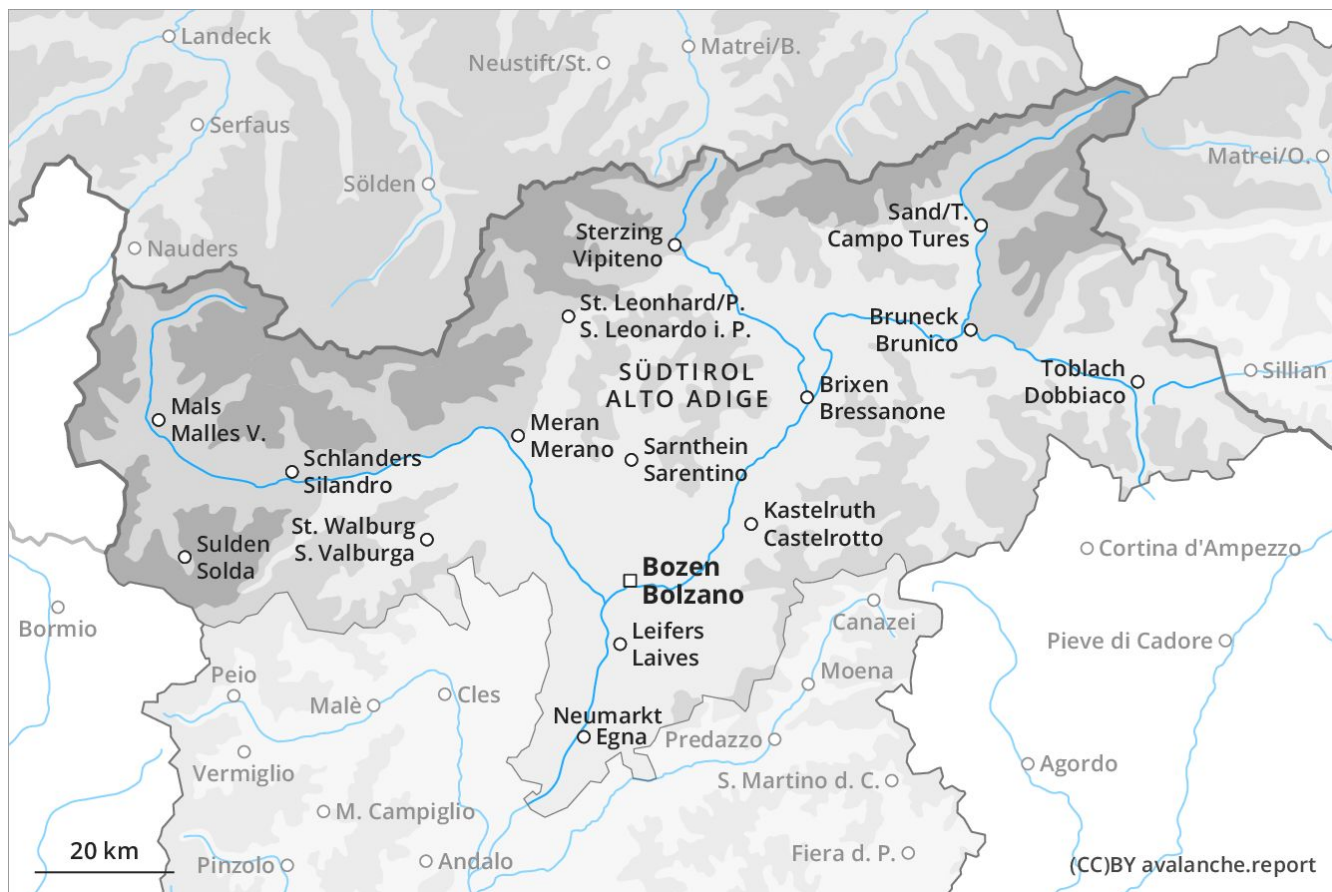 Landeck
Matrei/B.
Neustift/St.
Serfaus
Matrei/O.
Sölden
Sand/T.
Campo Tures
Sterzing
Vipiteno
Nauders
St. Leonhard/P.
S. Leonardo i. P.
Bruneck
Brunico
SÜDTIROL
ALTO ADIGE
Toblach
Dobbiaco
Sillian
Brixen
Bressanone
Mals
Malles V.
Meran
Merano
Sarnthein
Sarentino
Schlanders
Silandro
Kastelruth
Castelrotto
St. Walburg
S. Valburga
Sulden
Solda
Cortina d'Ampezzo
Bozen
Bolzano
Bormio
Canazei
Leifers
Laives
Pieve di Cadore
Peio
Moena
Malè
Cles
Neumarkt
Egna
Predazzo
Vermiglio
Agordo
S. Martino d. C.
M. Campiglio
20 km
Pinzolo
Andalo
Fiera d. P.
(CC)BY avalanche.report